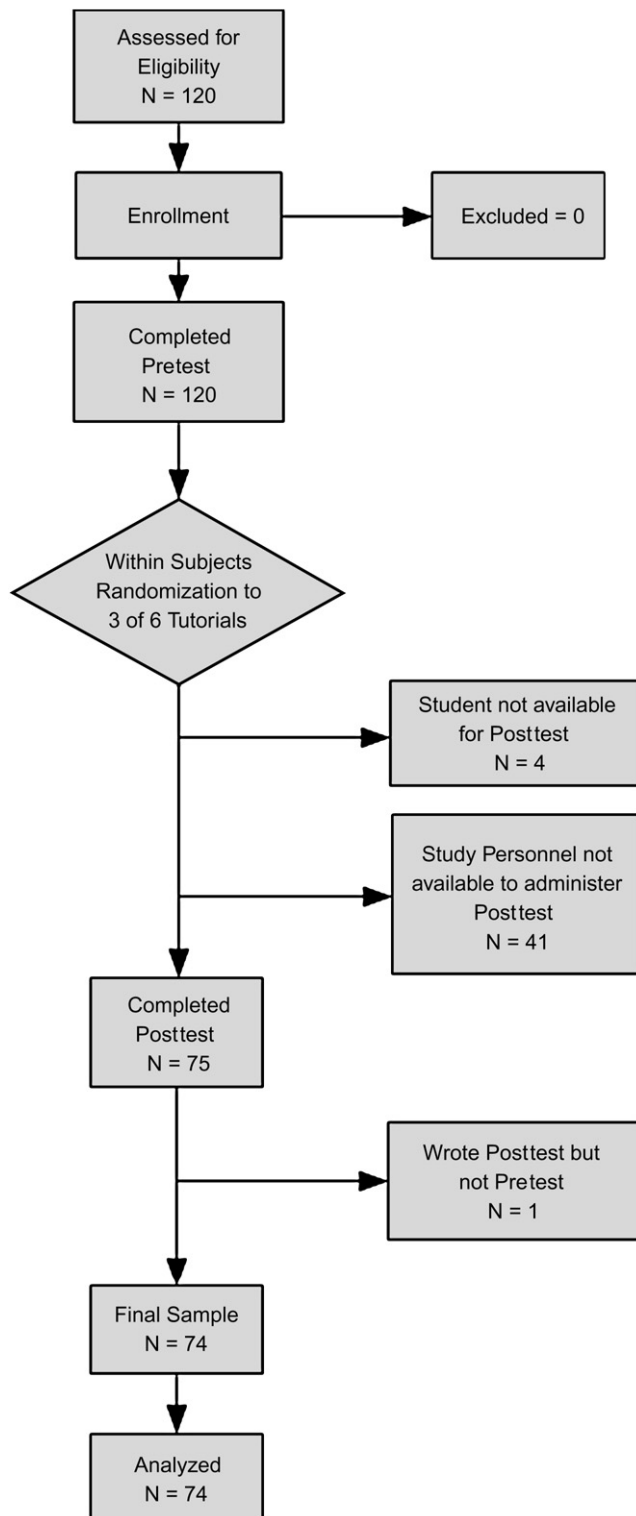 Assessed for
Eligibility
N = 120
Enrollment
Excluded = 0
Completed
Pretest
N = 120
Within Subjects
Randomization to
3 of 6 Tutorials
Student not available
for Posttest
N = 4
Study Personnel not
available to administer
Posttest
N = 41
Completed
Posttest
N = 75
Wrote Posttest but
not Pretest
N = 1
Final Sample
N = 74
Analyzed
N = 74